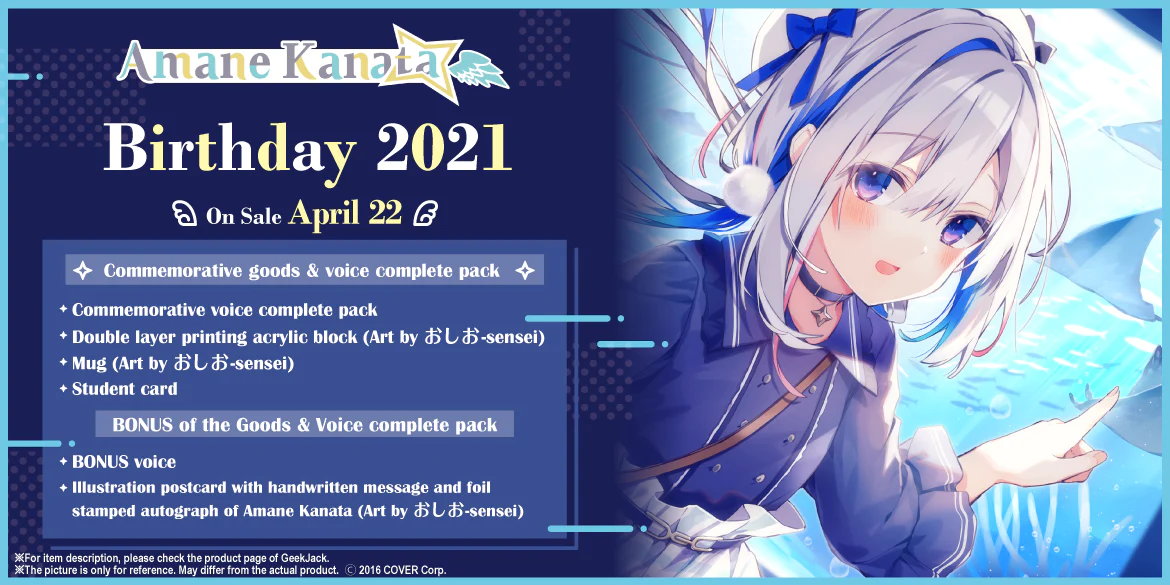 Amane Kanata
Birthday 2021
On Sale April 22
Commemorative goods & voice complete pack
Commemorative voice complete pack
Double layer printing acrylic block (Art by おしお-sensei)
Mug (Art by おしお-sensei)
Student card
BONUS of the Goods & Voice complete pack
BONUS voice
Illustration postcard with handwritten message and foil
stamped autograph of Amane Kanata (Art by おしお-sensei)
※For item description, please check the product page of GeekJack.
※The picture is only for reference. May differ from the actual product. Ⓒ 2016 COVER Corp.